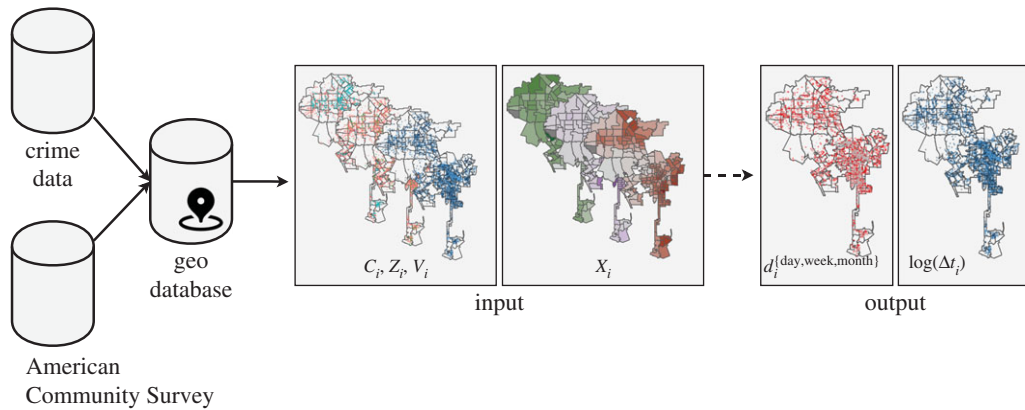 crime
data
American
Community Survey
geo
database
C_i, Z_i, V_i
X_i
input
d_i^{day,week,month}
log(Δt_i)
output